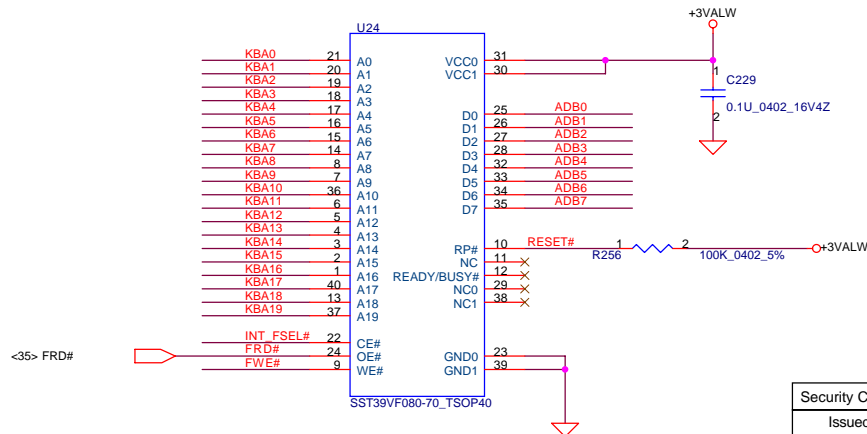 +3VALW
U24
KBA0 21 A0 VCC0 31
KBA1 20 A1 VCC1 30
KBA2 19 A2
KBA3 18 A3
KBA4 17 A4 D0 25 ADB0
KBA5 16 A5 D1 26 ADB1
KBA6 15 A6 D2 27 ADB2
KBA7 14 A7 D3 28 ADB3
KBA8 8 A8 D4 32 ADB4
KBA9 7 A9 D5 33 ADB5
KBA10 36 A10 D6 34 ADB6
KBA11 6 A11 D7 35 ADB7
KBA12 5 A12
KBA13 4 A13
KBA14 3 A14 RP# 10 RESET#
KBA15 2 A15 NC 11
KBA16 1 A16 READY/BUSY# 12
KBA17 40 A17 NC0 29
KBA18 13 A18 NC1 38
KBA19 37 A19
1
C229
0.1U_0402_16V4Z
2
1 2
R256 100K_0402_5%
+3VALW
INT_FSEL# 22 CE#
<35> FRD# FRD# 24 OE# GND0 23
FWE# 9 WE# GND1 39
SST39VF080-70_TSOP40
Security C
Issued